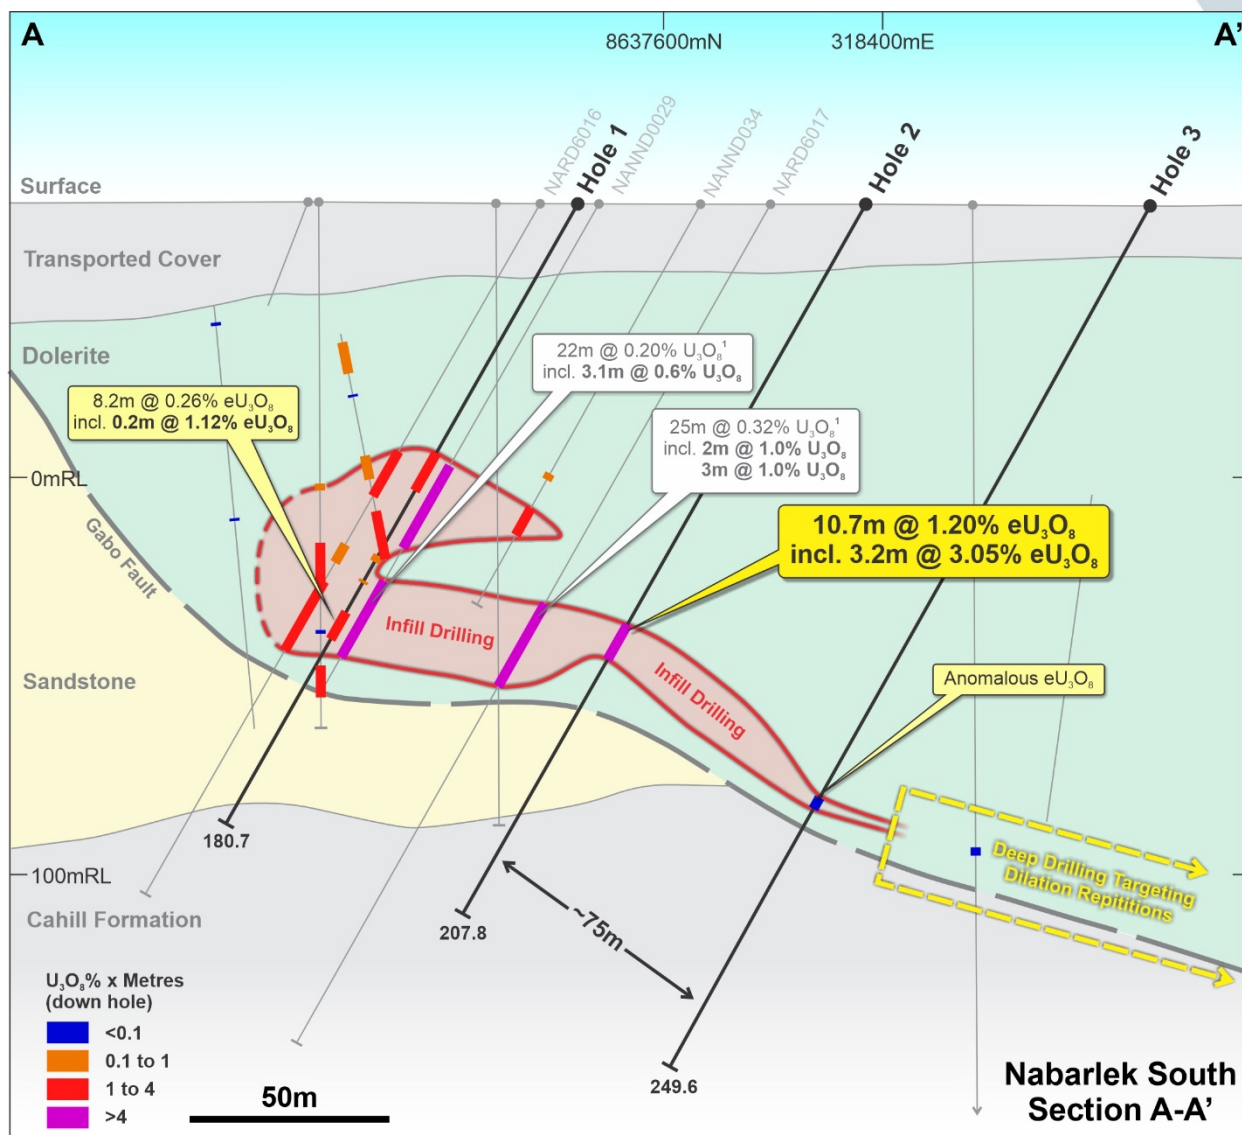 A
8637600mN
318400mE
A'
NARD6016
Hole 1
NANND0029
NANND034
NARD6017
Hole 2
Hole 3
Surface
Transported Cover
Dolerite
22m @ 0.20% U₃O₈¹
incl. 3.1m @ 0.6% U₃O₈
8.2m @ 0.26% eU₃O₈
incl. 0.2m @ 1.12% eU₃O₈
25m @ 0.32% U₃O₈¹
incl. 2m @ 1.0% U₃O₈
3m @ 1.0% U₃O₈
0mRL
10.7m @ 1.20% eU₃O₈
incl. 3.2m @ 3.05% eU₃O₈
Gabo Fault
Infill Drilling
Infill Drilling
Sandstone
Anomalous eU₃O₈
180.7
Deep Drilling Targeting
Dilation Repititions
100mRL
Cahill Formation
207.8
~75m
249.6
U₃O₈% x Metres
(down hole)
<0.1
0.1 to 1
1 to 4
>4
50m
Nabarlek South
Section A-A'